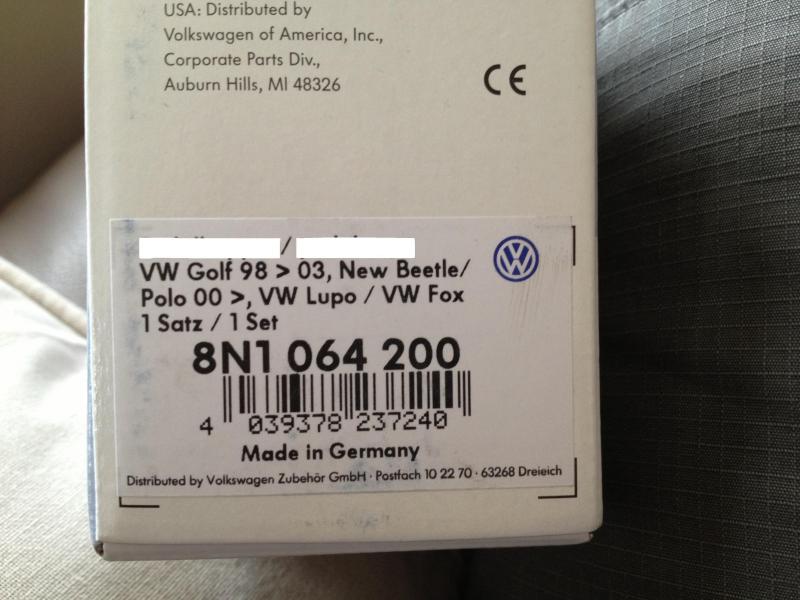 USA: Distributed by
Volkswagen of America, Inc.,
Corporate Parts Div.,
Auburn Hills, MI 48326
CE
/
VW Golf 98 > 03, New Beetle/
Polo 00 >, VW Lupo / VW Fox
1 Satz / 1 Set
8N1 064 200
4 039378 237240
Made in Germany
Distributed by Volkswagen Zubehör GmbH · Postfach 10 22 70 · 63268 Dreieich